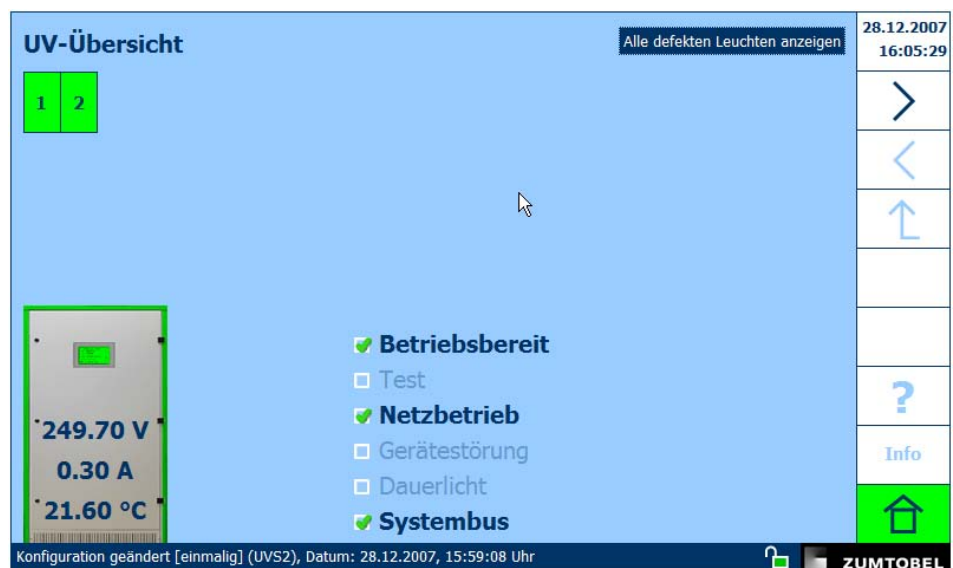 UV-Übersicht
Alle defekten Leuchten anzeigen
28.12.2007
16:05:29
1 2
Betriebsbereit
Test
Netzbetrieb
Gerätestörung
Dauerlicht
Systembus
249.70 V
0.30 A
21.60 °C
?
Info
Konfiguration geändert [einmalig] (UVS2), Datum: 28.12.2007, 15:59:08 Uhr
ZUMTOBEL